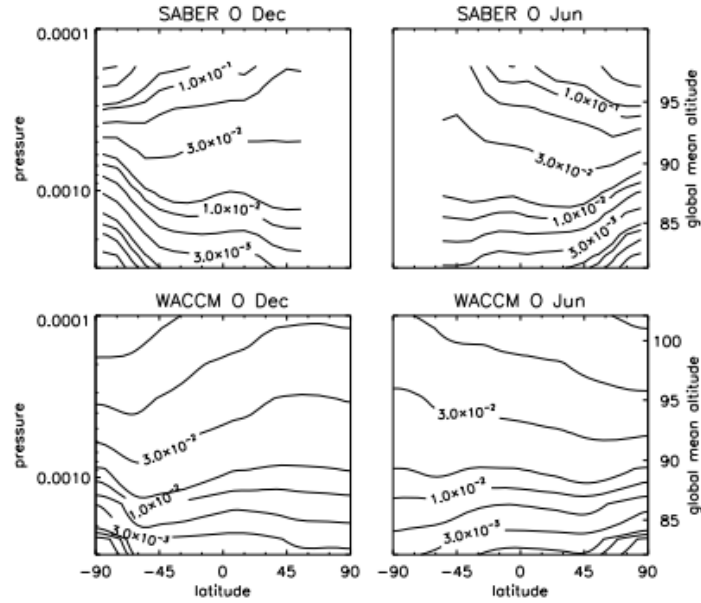 SABER O Dec
SABER O Jun
0.0001
0.0010
pressure
1.0×10⁻¹
3.0×10⁻²
1.0×10⁻²
3.0×10⁻³
1.0×10⁻¹
3.0×10⁻²
1.0×10⁻²
3.0×10⁻³
95
90
85
global mean altitude
WACCM O Dec
WACCM O Jun
0.0001
0.0010
pressure
3.0×10⁻²
1.0×10⁻²
3.0×10⁻³
3.0×10⁻²
1.0×10⁻²
3.0×10⁻³
100
95
90
85
global mean altitude
−90 −45 0 45 90
−90 −45 0 45 90
latitude
latitude